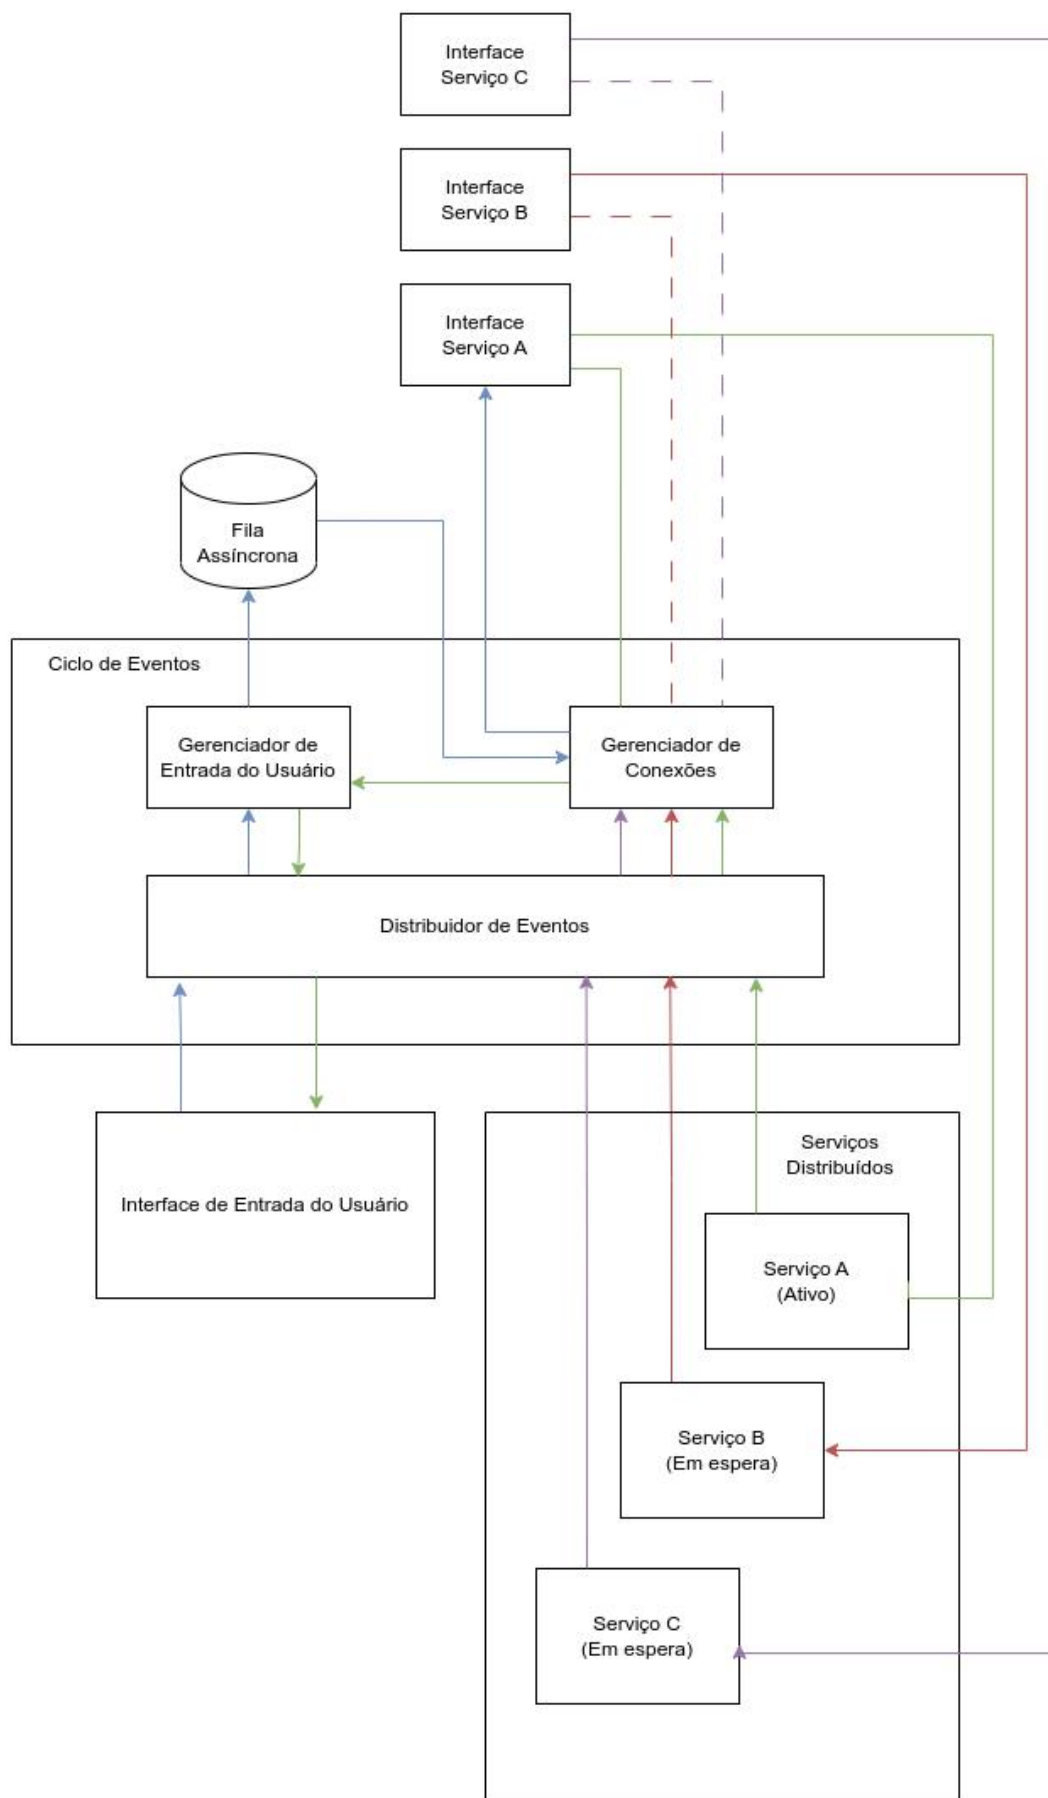 Interface
Serviço C
Interface
Serviço B
Interface
Serviço A
Fila
Assíncrona
Ciclo de Eventos
Gerenciador de
Entrada do Usuário
Gerenciador de
Conexões
Distribuidor de Eventos
Interface de Entrada do Usuário
Serviços
Distribuídos
Serviço A
(Ativo)
Serviço B
(Em espera)
Serviço C
(Em espera)